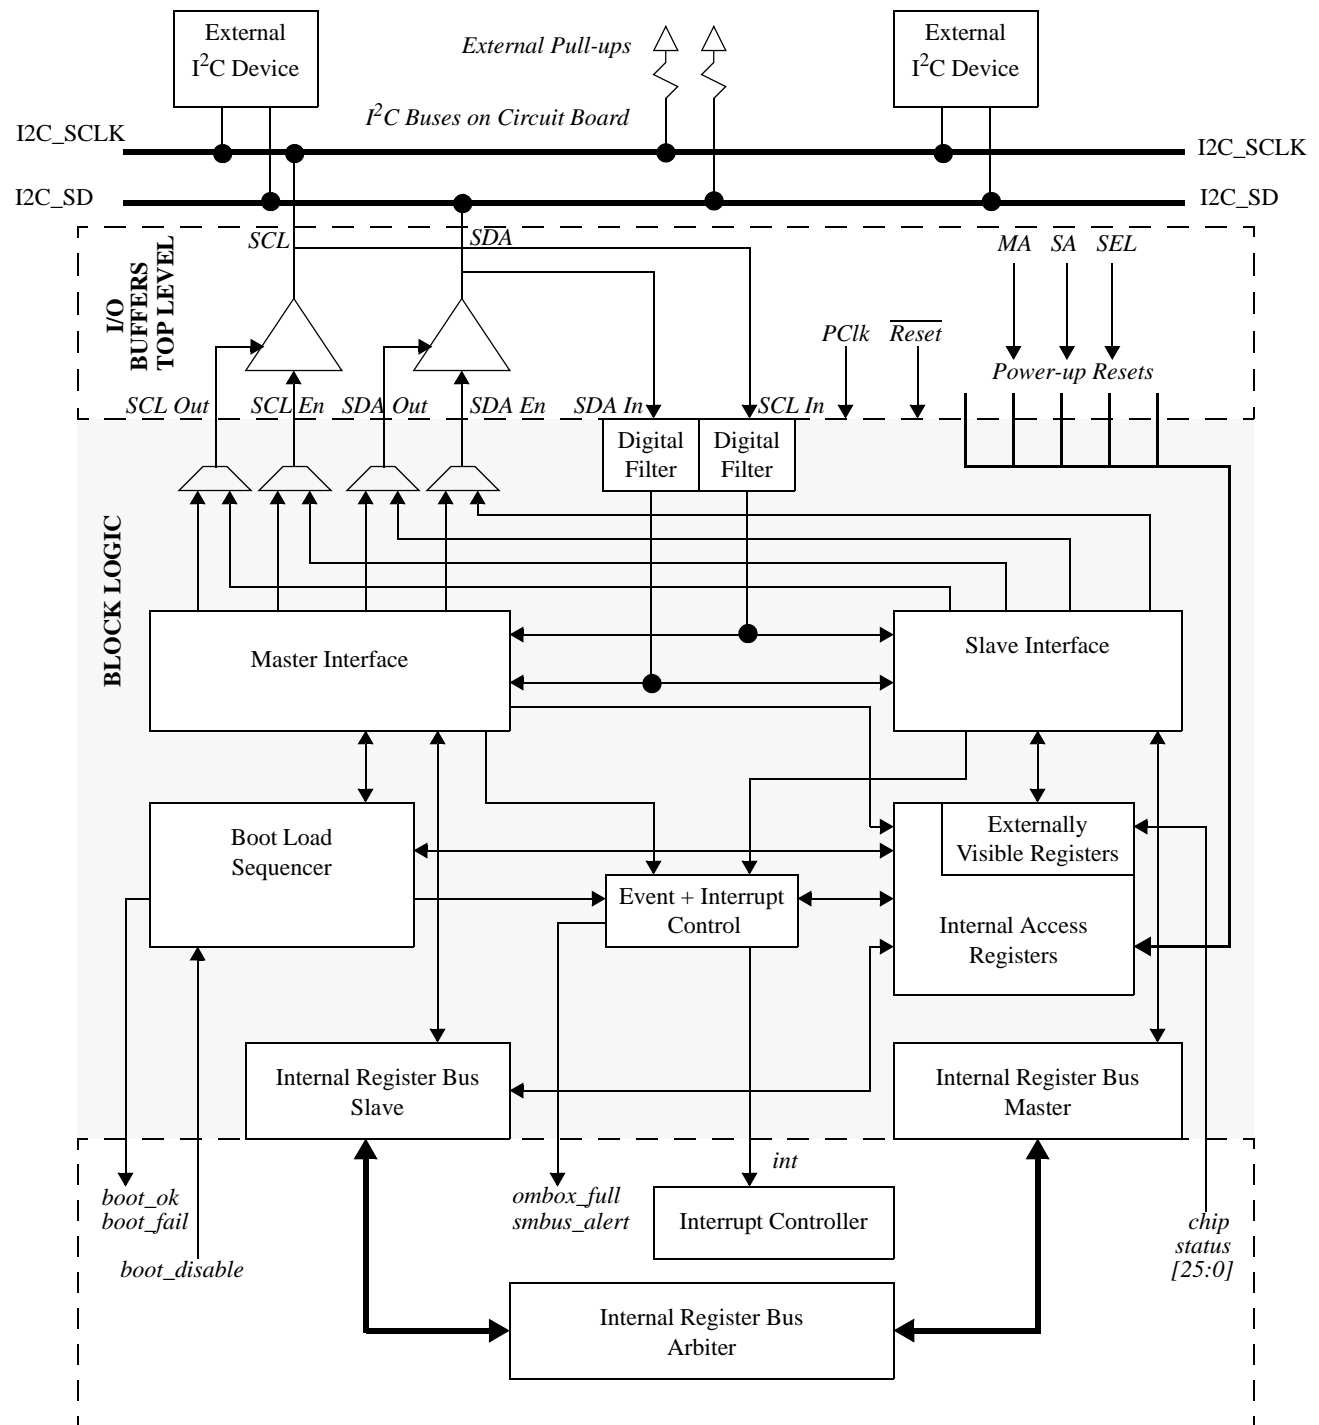 External
I²C Device
External Pull-ups
External
I²C Device
I²C Buses on Circuit Board
I2C_SCLK
I2C_SCLK
I2C_SD
I2C_SD
I/O
BUFFERS
TOP LEVEL
SCL
SDA
MA
SA
SEL
PClk
Reset
Power-up Resets
SCL Out
SCL En
SDA Out
SDA En
SDA In
SCL In
Digital
Filter
Digital
Filter
BLOCK LOGIC
Master Interface
Slave Interface
Boot Load
Sequencer
Externally
Visible Registers
Event + Interrupt
Control
Internal Access
Registers
Internal Register Bus
Slave
Internal Register Bus
Master
int
boot_ok
boot_fail
boot_disable
ombox_full
smbus_alert
Interrupt Controller
chip
status
[25:0]
Internal Register Bus
Arbiter